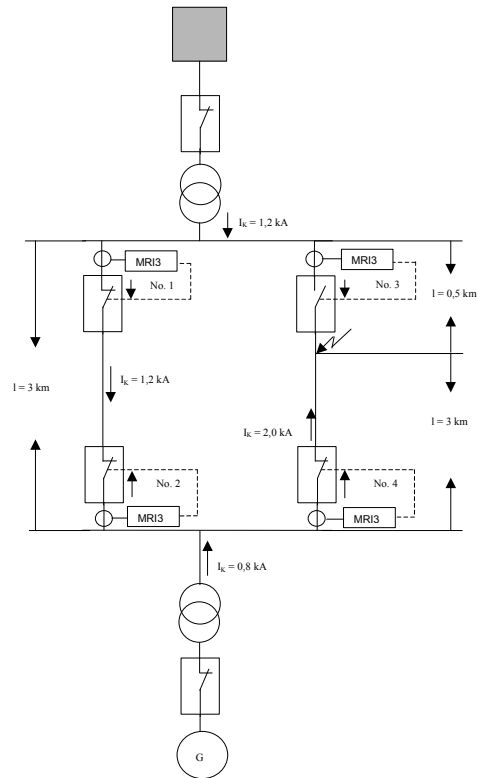 I_K = 1,2 kA
MRI3
No. 1
MRI3
No. 3
l = 0,5 km
l = 3 km
I_K = 1,2 kA
l = 3 km
I_K = 2,0 kA
No. 2
MRI3
No. 4
MRI3
I_K = 0,8 kA
G